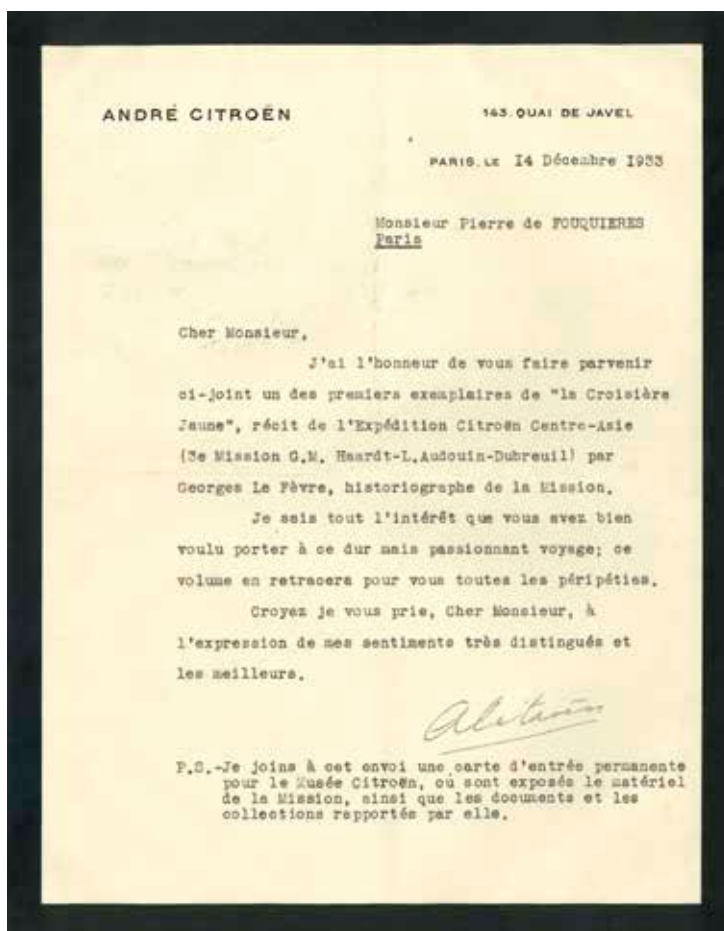 ANDRÉ CITROËN
143. QUAI DE JAVEL
PARIS. LE 14 Décembre 1933
Monsieur Pierre de FOUQUIERES
Paris
Cher Monsieur,
J'ai l'honneur de vous faire parvenir
ci-joint un des premiers exemplaires de "la Croisière
Jaune", récit de l'Expédition Citroën Centre-Asie
(3e Mission G.M. Haardt-L.Audouin-Dubreuil) par
Georges Le Fèvre, historiographe de la Mission.
Je sais tout l'intérêt que vous avez bien
voulu porter à ce dur mais passionnant voyage; ce
volume en retracera pour vous toutes les péripéties.
Croyez je vous prie, Cher Monsieur, à
l'expression de mes sentiments très distingués et
les meilleurs.
ACitroën
P.S.-Je joins à cet envoi une carte d'entrée permanente
pour le Musée Citroën, où sont exposés le matériel
de la Mission, ainsi que les documents et les
collections repportés par elle.